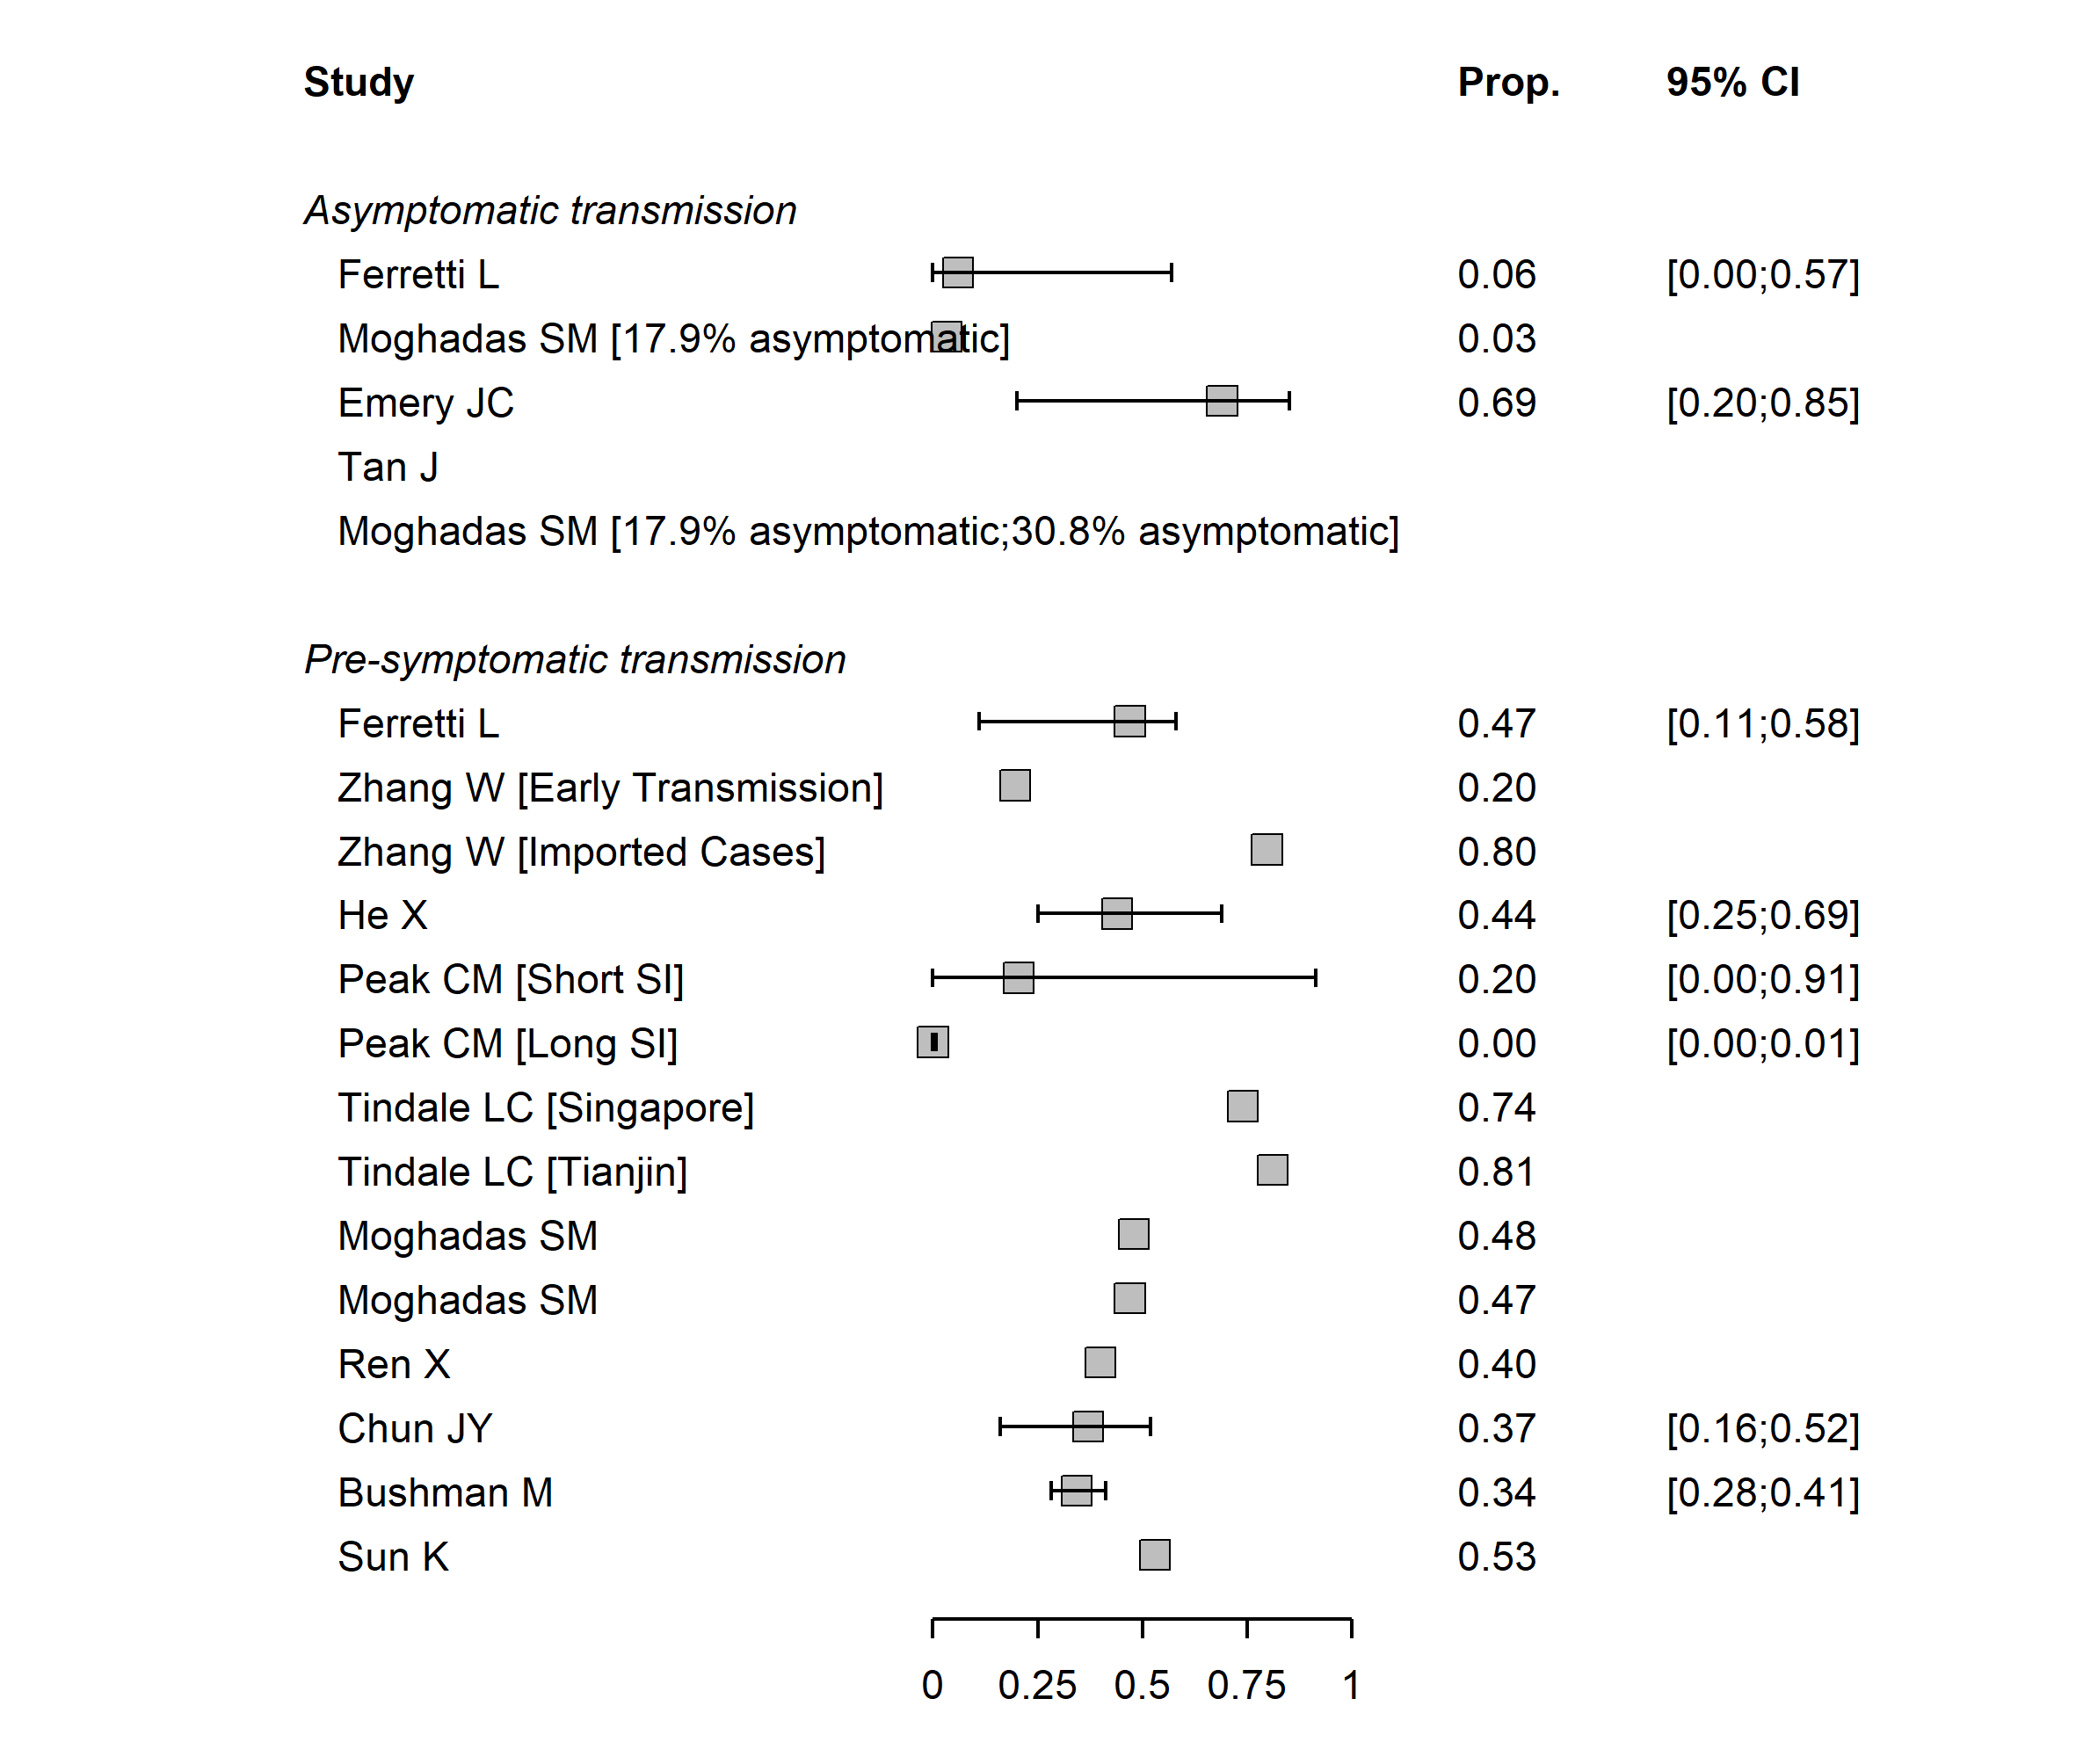 Study Prop. 95% CI
Asymptomatic transmission
Ferretti L 0.06 [0.00;0.57]
Moghadas SM [17.9% asymptomatic] 0.03
Emery JC 0.69 [0.20;0.85]
Tan J
Moghadas SM [17.9% asymptomatic;30.8% asymptomatic]
Pre-symptomatic transmission
Ferretti L 0.47 [0.11;0.58]
Zhang W [Early Transmission] 0.20
Zhang W [Imported Cases] 0.80
He X 0.44 [0.25;0.69]
Peak CM [Short SI] 0.20 [0.00;0.91]
Peak CM [Long SI] 0.00 [0.00;0.01]
Tindale LC [Singapore] 0.74
Tindale LC [Tianjin] 0.81
Moghadas SM 0.48
Moghadas SM 0.47
Ren X 0.40
Chun JY 0.37 [0.16;0.52]
Bushman M 0.34 [0.28;0.41]
Sun K 0.53
0 0.25 0.5 0.75 1